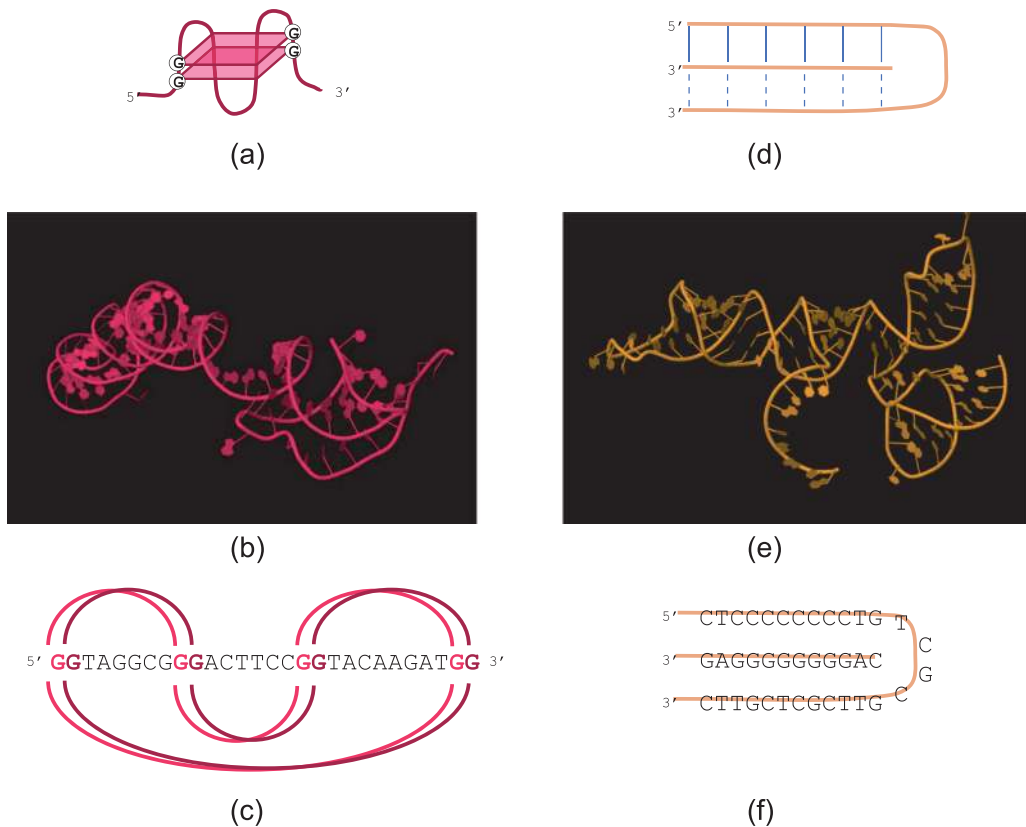 G
G
G
G
5′
3′
(a)
5′
3′
3′
(d)
(b)
(e)
5′ GGTAGGCGGGACTTCCGGTACAAGATGG 3′
(c)
5′ CTCCCCCCCCTG
T
C
G
C
3′ GAGGGGGGGGAC
3′ CTTGCTCGCTTG
(f)